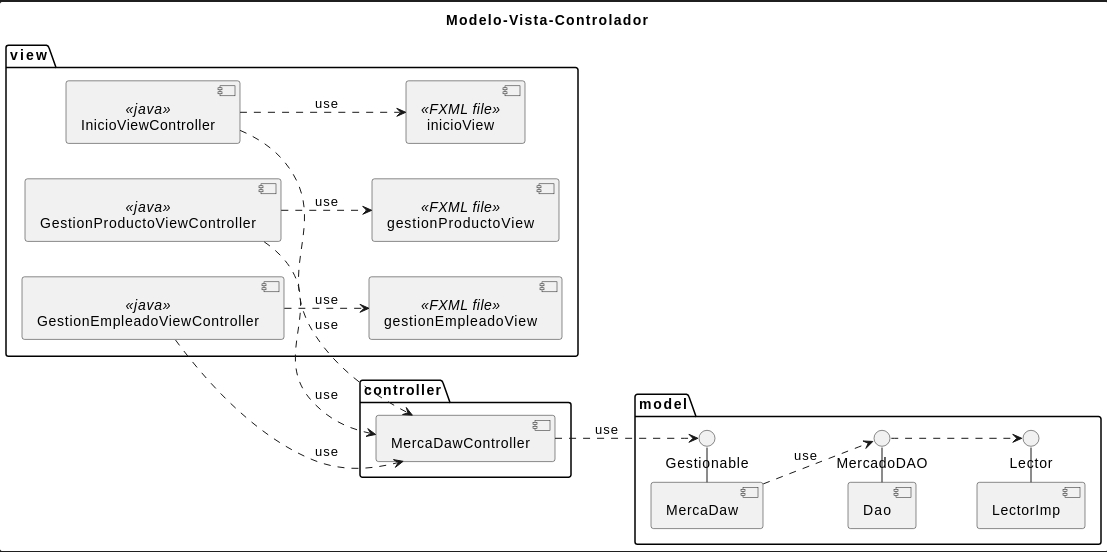 Modelo-Vista-Controlador
view
«java»
InicioViewController
use
«FXML file»
inicioView
«java»
GestionProductoViewController
use
«FXML file»
gestionProductoView
«java»
GestionEmpleadoViewController
use
use
«FXML file»
gestionEmpleadoView
controller
use
MercaDawController
use
use
model
Gestionable
use
MercadoDAO
Lector
MercaDaw
Dao
LectorImp